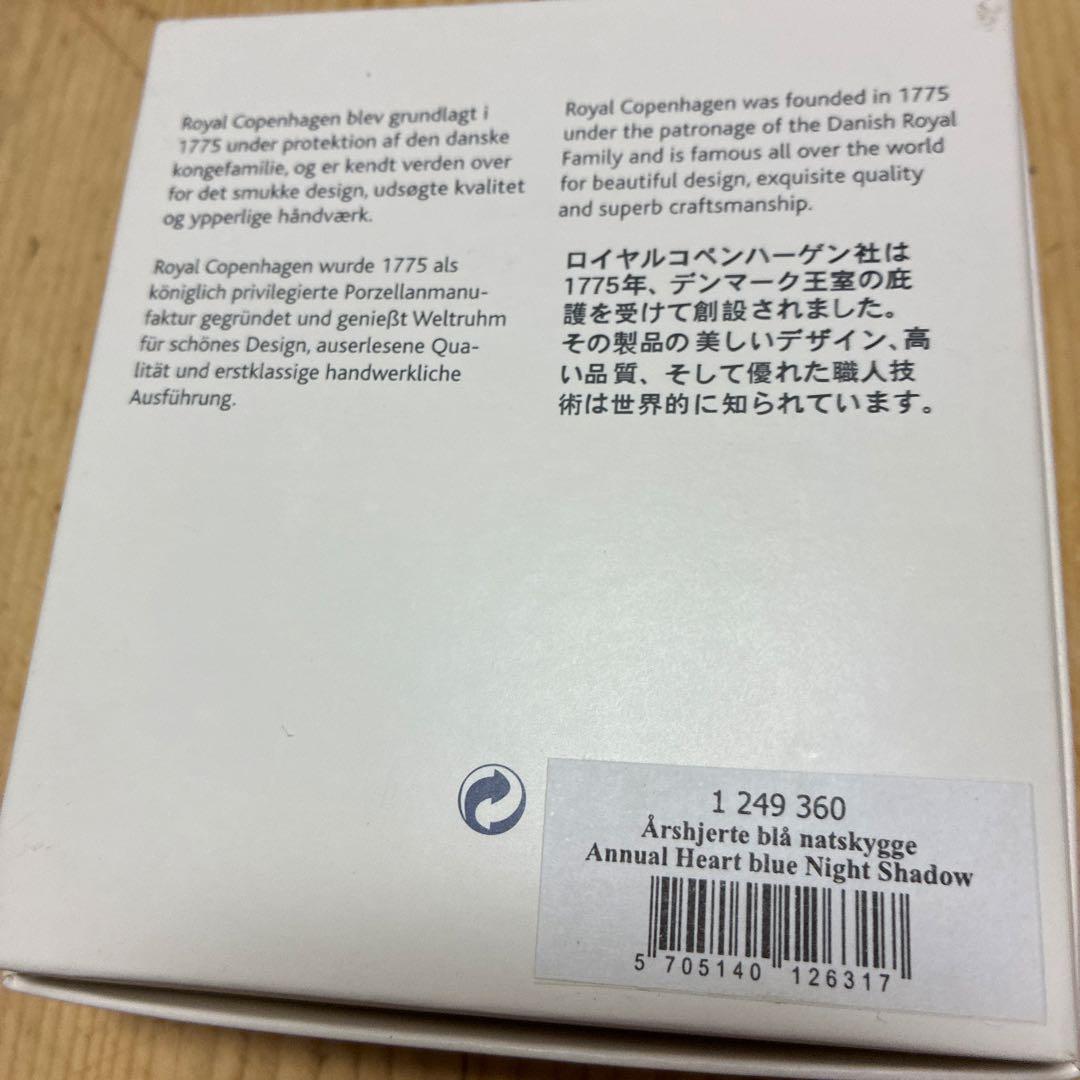 Royal Copenhagen blev grundlagt i
1775 under protektion af den danske
kongefamilie, og er kendt verden over
for det smukke design, udsøgte kvalitet
og ypperlige håndværk.
Royal Copenhagen wurde 1775 als
königlich privilegierte Porzellanmanu-
faktur gegründet und genießt Weltruhm
für schönes Design, auserlesene Qua-
lität und erstklassige handwerkliche
Ausführung.
Royal Copenhagen was founded in 1775
under the patronage of the Danish Royal
Family and is famous all over the world
for beautiful design, exquisite quality
and superb craftsmanship.
ロイヤルコペンハーゲン社は
1775年、デンマーク王室の庇
護を受けて創設されました。
その製品の美しいデザイン、高
い品質、そして優れた職人技
術は世界的に知られています。
1 249 360
Årshjerte blå natskygge
Annual Heart blue Night Shadow
5 705140 126317